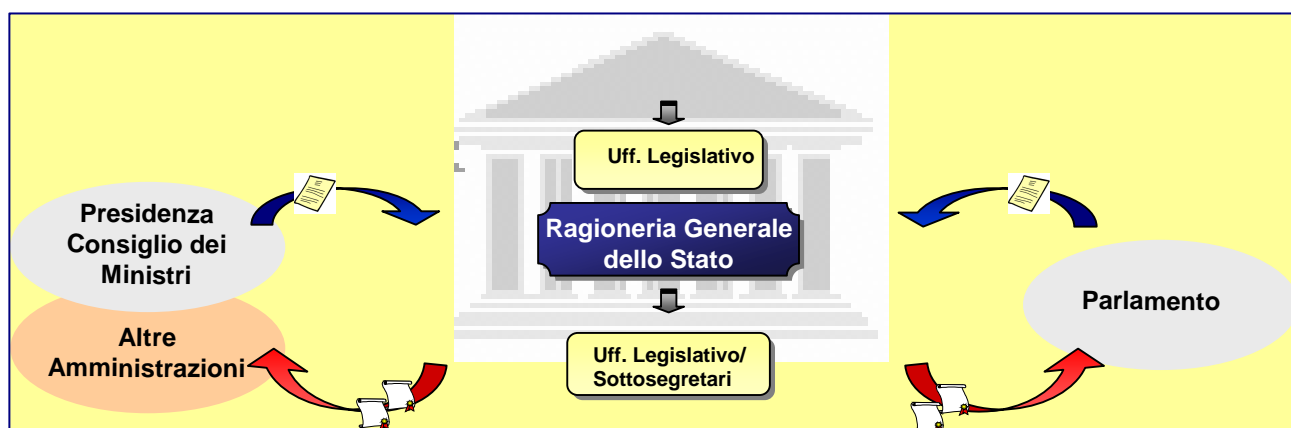 Uff. Legislativo
Presidenza
Consiglio dei
Ministri
Ragioneria Generale
dello Stato
Parlamento
Altre
Amministrazioni
Uff. Legislativo/
Sottosegretari